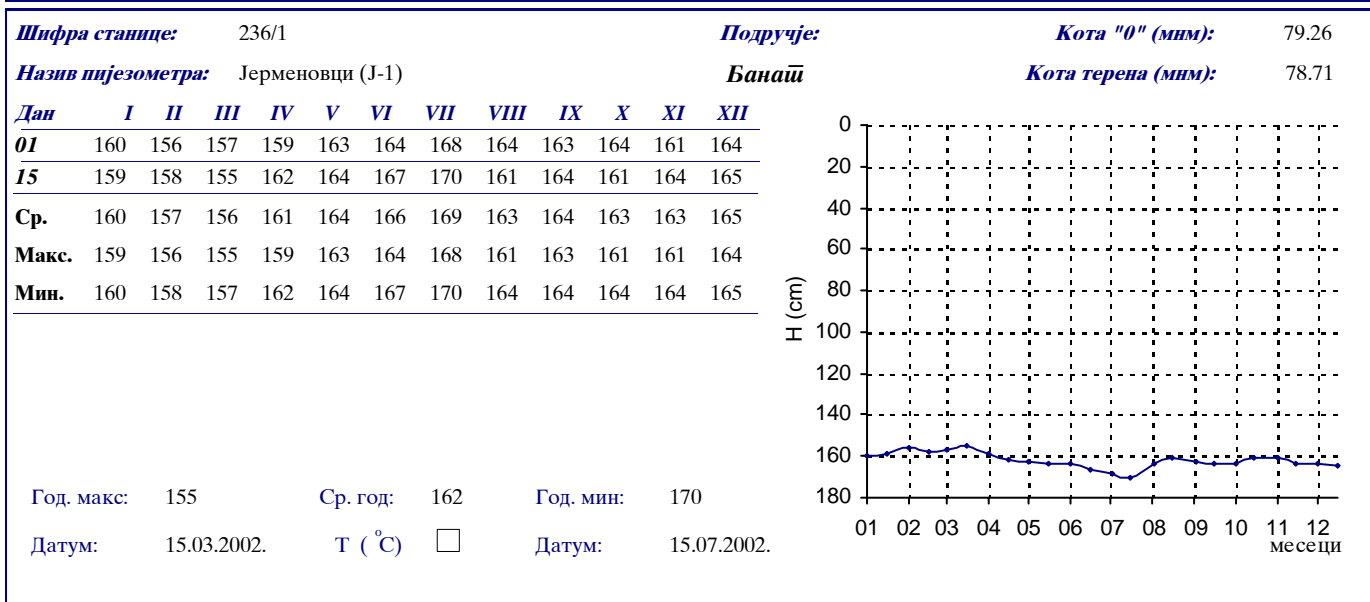 Шифра станице: 236/1 Подручје: Кота "0" (мнм): 79.26
Назив пијезометра: Јерменовци (Ј-1) Банат Кота терена (мнм): 78.71
Дан I II III IV V VI VII VIII IX X XI XII
01 160 156 157 159 163 164 168 164 163 164 161 164
15 159 158 155 162 164 167 170 161 164 161 164 165
Ср. 160 157 156 161 164 166 169 163 164 163 163 165
Макс. 159 156 155 159 163 164 168 161 163 161 161 164
Мин. 160 158 157 162 164 167 170 164 164 164 164 165
0
20
40
60
80
100
120
140
160
180
H (cm)
01 02 03 04 05 06 07 08 09 10 11 12
месеци
Год. макс: 155 Ср. год: 162 Год. мин: 170
Датум: 15.03.2002. Т (°C) Датум: 15.07.2002.